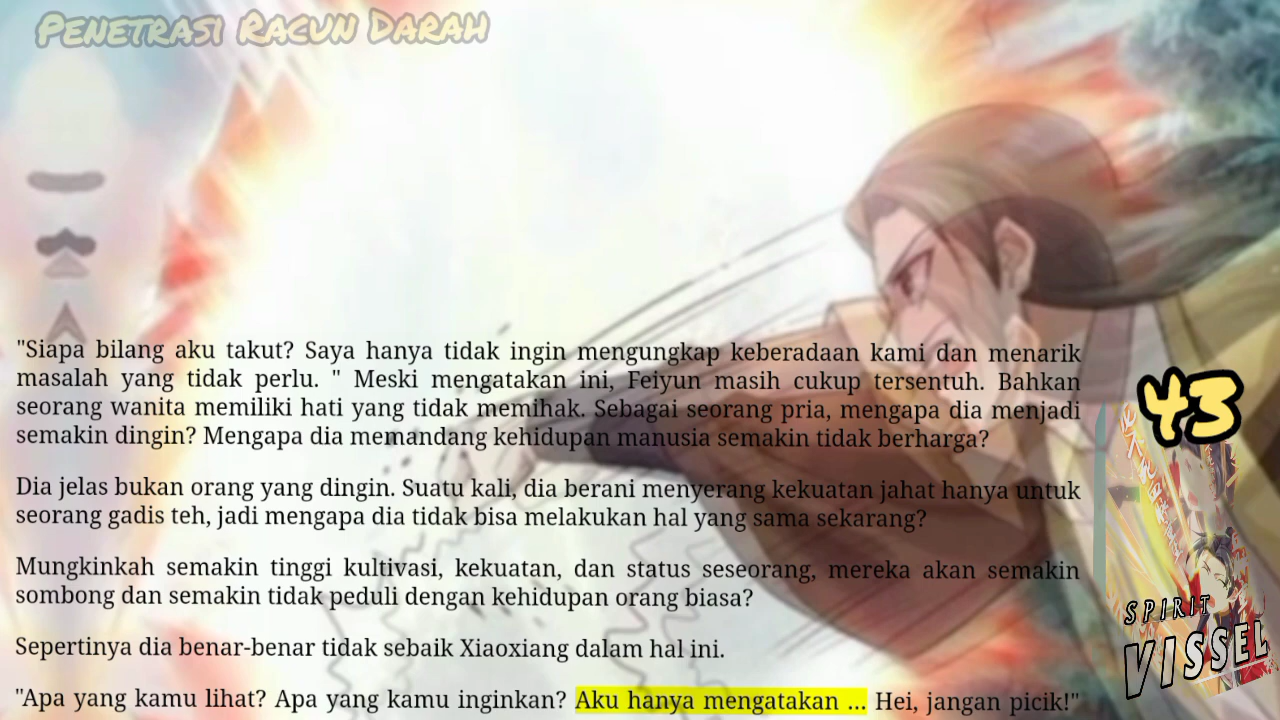 Penetrasi Racun Darah
"Siapa bilang aku takut? Saya hanya tidak ingin mengungkap keberadaan kami dan menarik
masalah yang tidak perlu. " Meski mengatakan ini, Feiyun masih cukup tersentuh. Bahkan
seorang wanita memiliki hati yang tidak memihak. Sebagai seorang pria, mengapa dia menjadi
semakin dingin? Mengapa dia memandang kehidupan manusia semakin tidak berharga?
Dia jelas bukan orang yang dingin. Suatu kali, dia berani menyerang kekuatan jahat hanya untuk
seorang gadis teh, jadi mengapa dia tidak bisa melakukan hal yang sama sekarang?
Mungkinkah semakin tinggi kultivasi, kekuatan, dan status seseorang, mereka akan semakin
sombong dan semakin tidak peduli dengan kehidupan orang biasa?
Sepertinya dia benar-benar tidak sebaik Xiaoxiang dalam hal ini.
"Apa yang kamu lihat? Apa yang kamu inginkan? Aku hanya mengatakan ... Hei, jangan picik!"
43
SPIRIT
VISSEL